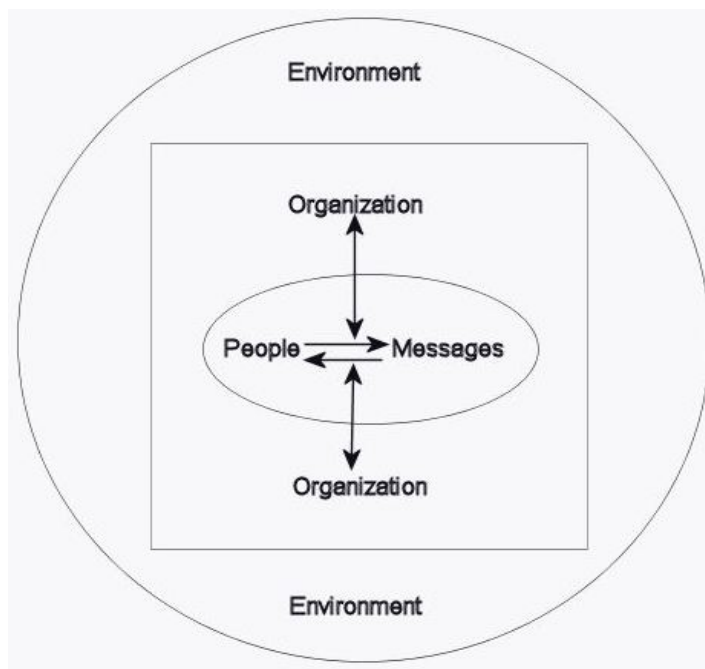 Environment
Organization
People Messages
Organization
Environment